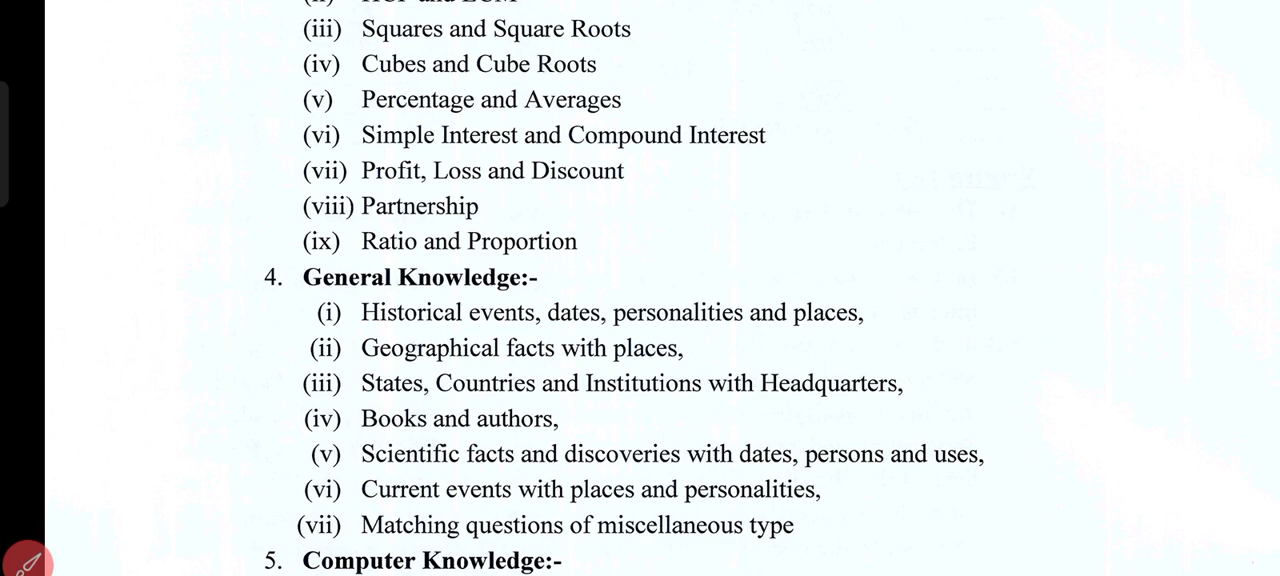 (iii) Squares and Square Roots
(iv) Cubes and Cube Roots
(v) Percentage and Averages
(vi) Simple Interest and Compound Interest
(vii) Profit, Loss and Discount
(viii) Partnership
(ix) Ratio and Proportion
4. General Knowledge:-
(i) Historical events, dates, personalities and places,
(ii) Geographical facts with places,
(iii) States, Countries and Institutions with Headquarters,
(iv) Books and authors,
(v) Scientific facts and discoveries with dates, persons and uses,
(vi) Current events with places and personalities,
(vii) Matching questions of miscellaneous type
5. Computer Knowledge:-